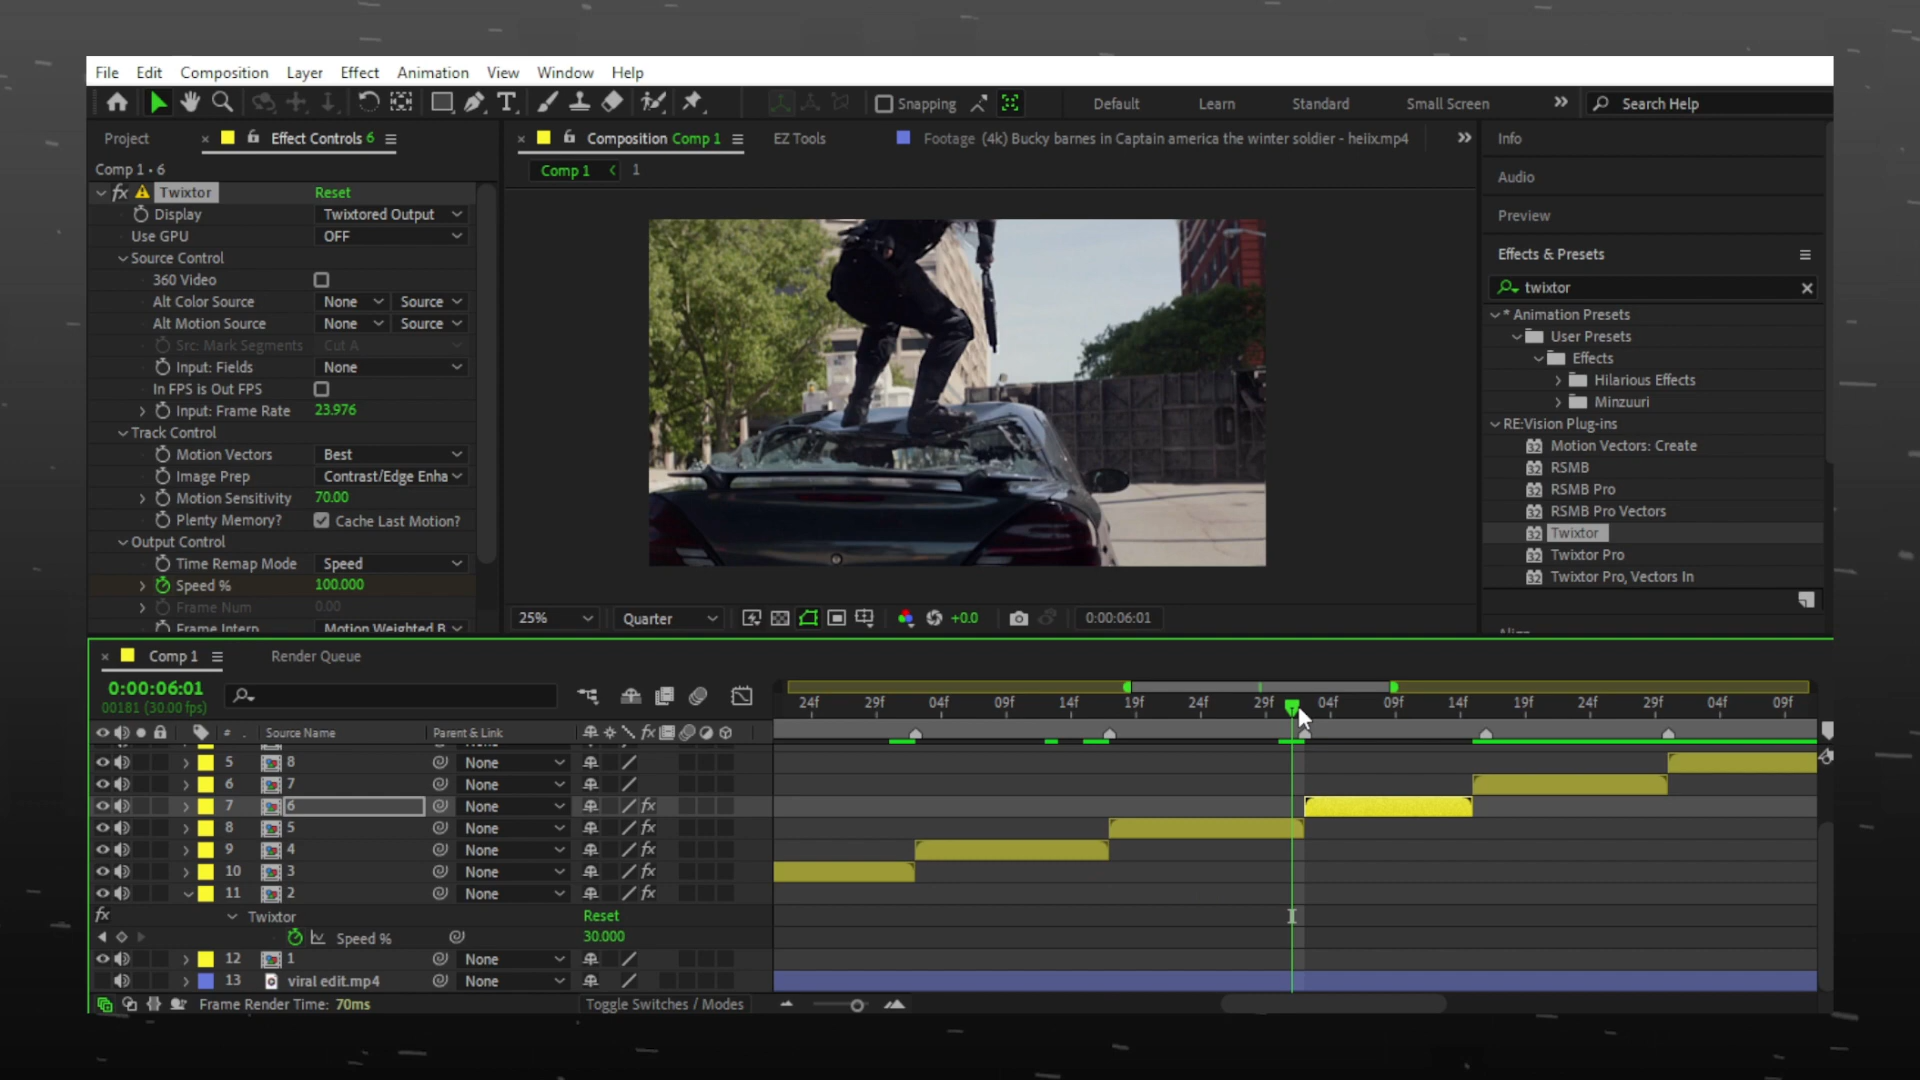 File Edit Composition Layer Effect Animation View Window Help
Snapping Default Learn Standard Small Screen Search Help
Project Effect Controls 6 Composition Comp 1 EZ Tools Footage (4k) Bucky barnes in Captain america the winter soldier - heiix.mp4 Info
Comp 1 • 6
Comp 1 1
Audio
Preview
Effects & Presets
twixtor
* Animation Presets
User Presets
Effects
Hilarious Effects
Minzuuri
RE:Vision Plug-ins
Motion Vectors: Create
RSMB
RSMB Pro
RSMB Pro Vectors
Twixtor
Twixtor Pro
Twixtor Pro, Vectors In
Align
fx Twixtor Reset
Display Twixtored Output
Use GPU OFF
Source Control
360 Video
Alt Color Source None Source
Alt Motion Source None Source
Src: Mark Segments Cut A
Input: Fields None
In FPS is Out FPS
Input: Frame Rate 23.976
Track Control
Motion Vectors Best
Image Prep Contrast/Edge Enha
Motion Sensitivity 70.00
Plenty Memory? Cache Last Motion?
Output Control
Time Remap Mode Speed
Speed % 100.000
Frame Num 0.00
Frame Interp Motion Weighted B
25% Quarter +0.0 0:00:06:01
Comp 1 Render Queue
0:00:06:01
00181 (30.00 fps)
24f 29f 04f 09f 14f 19f 24f 29f 04f 09f 14f 19f 24f 29f 04f 09f
# . Source Name Parent & Link fx
5 8 None
6 7 None
7 6 None fx
8 5 None fx
9 4 None fx
10 3 None fx
11 2 None fx
fx Twixtor Reset
Speed % 30.000
12 1 None
13 viral edit.mp4 None
Frame Render Time: 70ms Toggle Switches / Modes